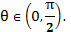 θ ∈ (0, π/2).